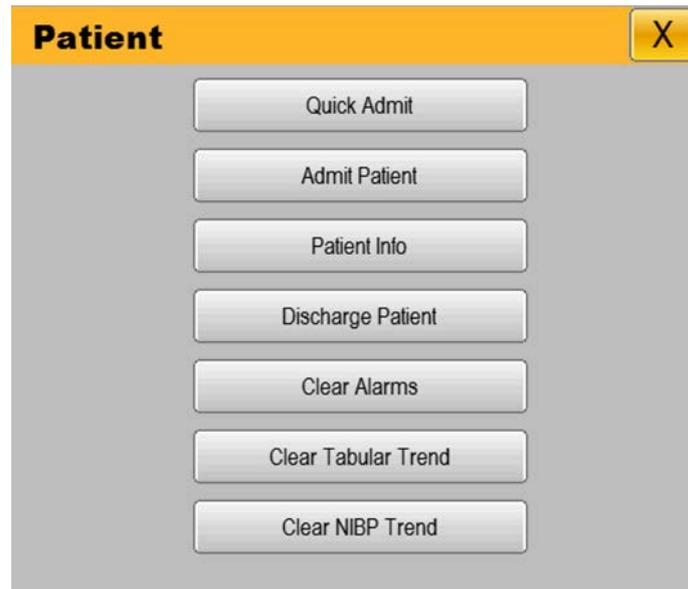 Patient
X
Quick Admit
Admit Patient
Patient Info
Discharge Patient
Clear Alarms
Clear Tabular Trend
Clear NIBP Trend